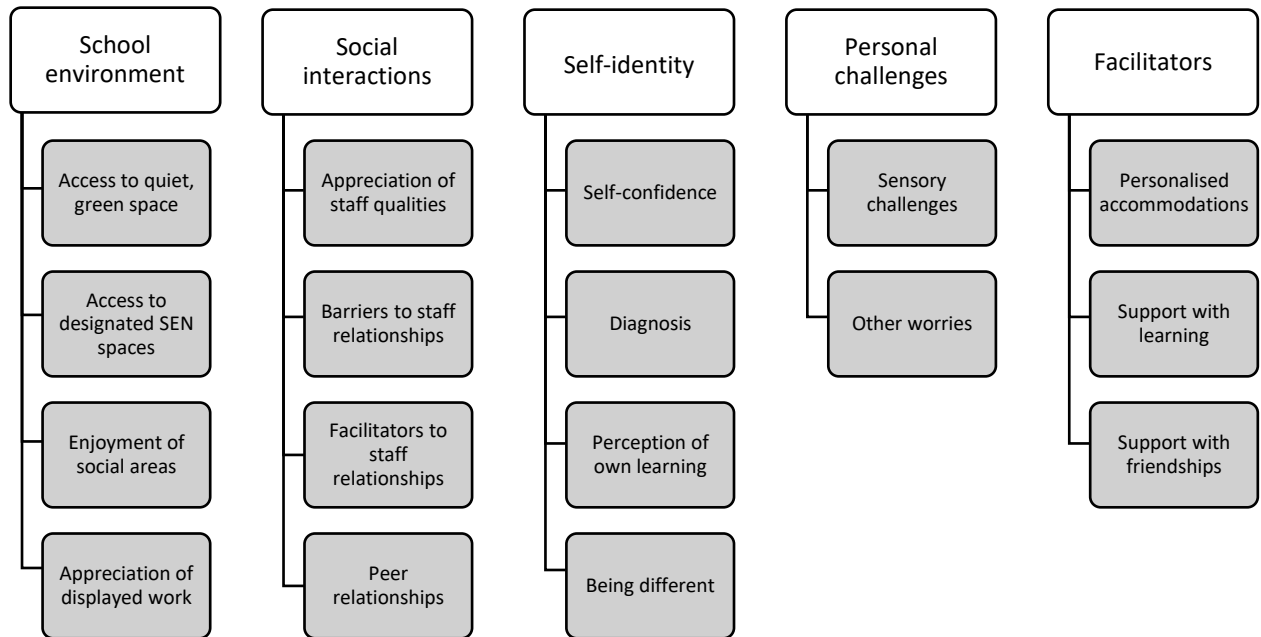 School
environment
Access to quiet,
green space
Access to
designated SEN
spaces
Enjoyment of
social areas
Appreciation of
displayed work
Social
interactions
Appreciation of
staff qualities
Barriers to staff
relationships
Facilitators to
staff
relationships
Peer
relationships
Self-identity
Self-confidence
Diagnosis
Perception of
own learning
Being different
Personal
challenges
Sensory
challenges
Other worries
Facilitators
Personalised
accommodations
Support with
learning
Support with
friendships